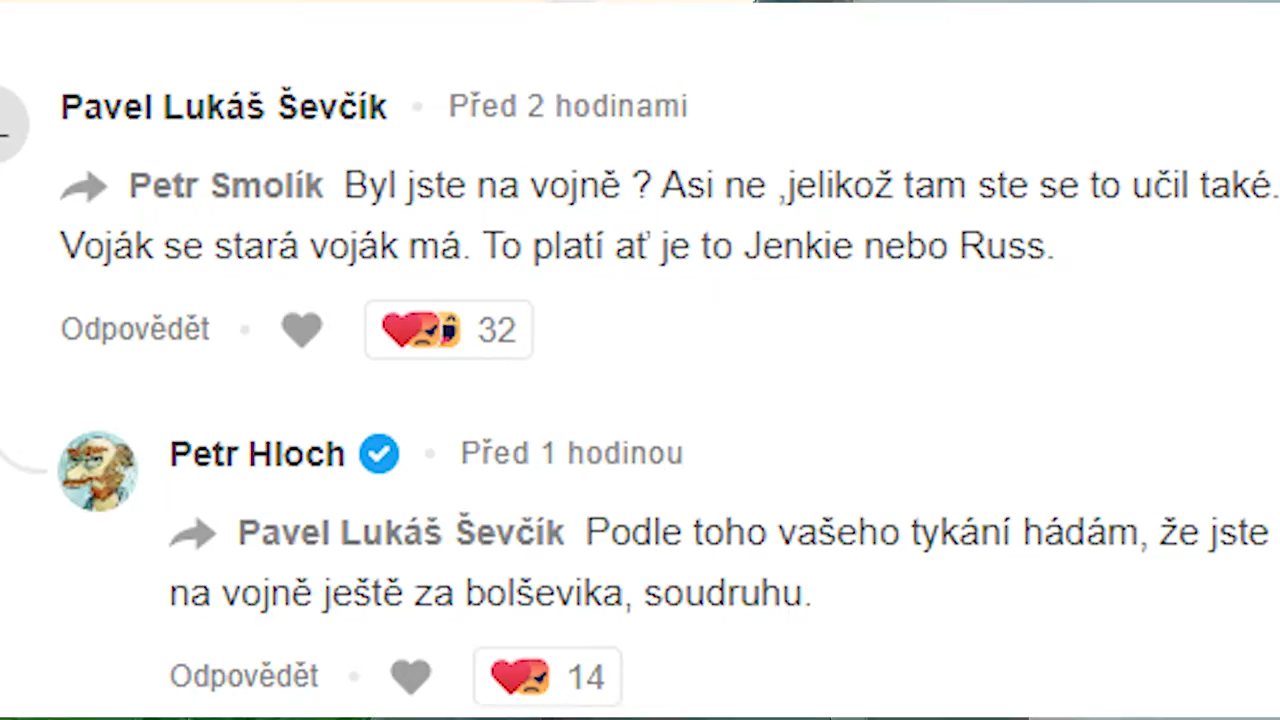 Pavel Lukáš Ševčík • Před 2 hodinami
Petr Smolík Byl jste na vojně ? Asi ne ,jelikož tam ste se to učil také.
Voják se stará voják má. To platí ať je to Jenkie nebo Russ.
Odpovědět • 32
Petr Hloch • Před 1 hodinou
Pavel Lukáš Ševčík Podle toho vašeho tykání hádám, že jste
na vojně ještě za bolševika, soudruhu.
Odpovědět • 14